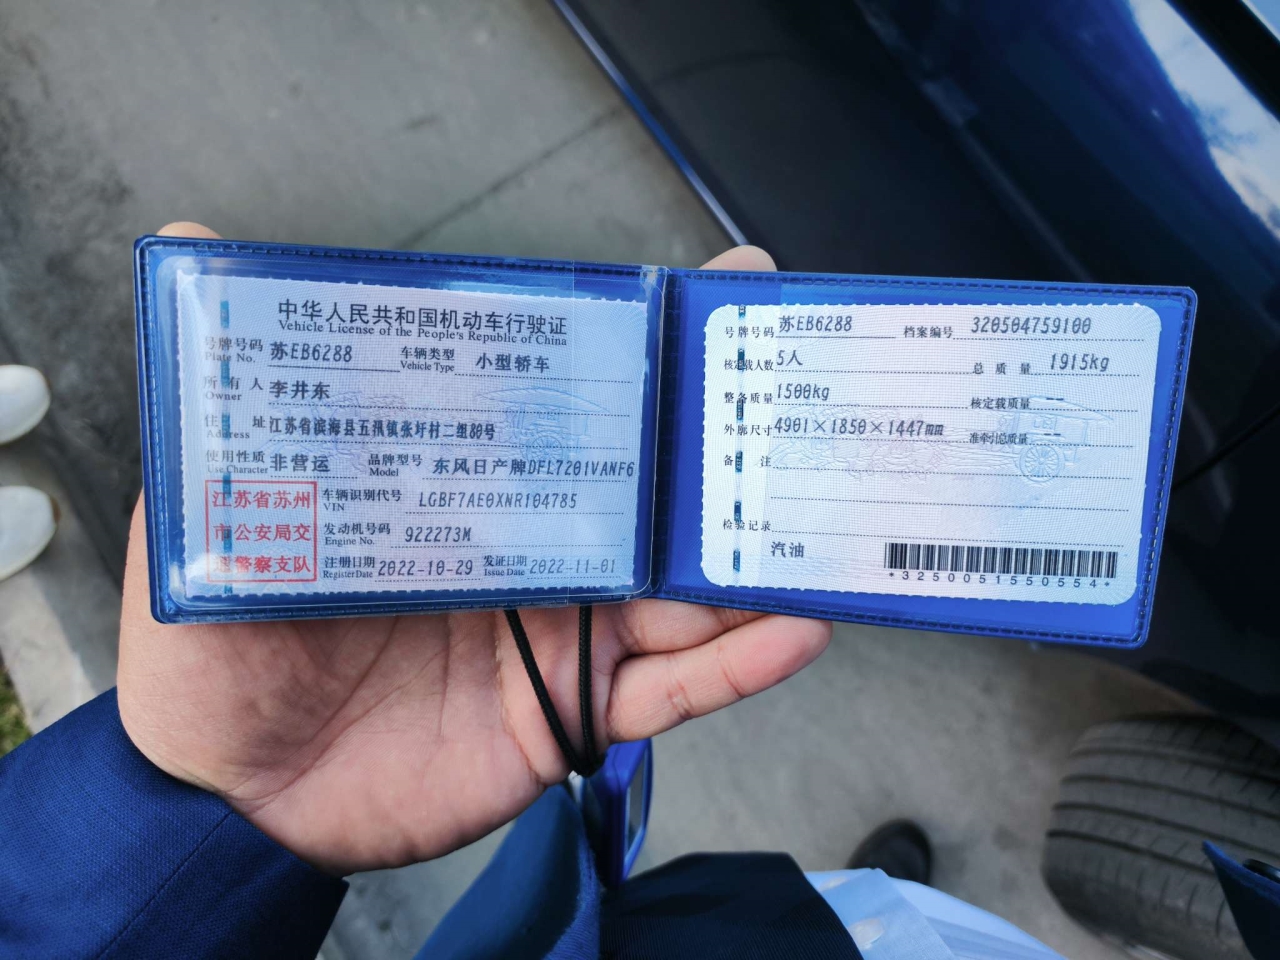 中华人民共和国机动车行驶证
Vehicle License of the People's Republic of China
号牌号码 苏EB6288 车辆类型 小型轿车
Plate No. Vehicle Type
所有人 李井东
Owner
住址 江苏省滨海县五汛镇张圩村二组80号
Address
使用性质 非营运 品牌型号 东风日产牌DFL7201VANF6
Use Character Model
江苏省苏州
市公安局交
通警察支队
车辆识别代号 LGBF7AE0XNR104785
VIN
发动机号码 922273M
Engine No.
注册日期 2022-10-29 发证日期 2022-11-01
Register Date Issue Date
号牌号码 苏EB6288 档案编号 320504759100
核定载人数 5人 总质量 1915kg
整备质量 1500kg 核定载质量 --
外廓尺寸 4901×1850×1447mm 准牵引总质量 --
备注
检验记录
汽油
*3250051550554*